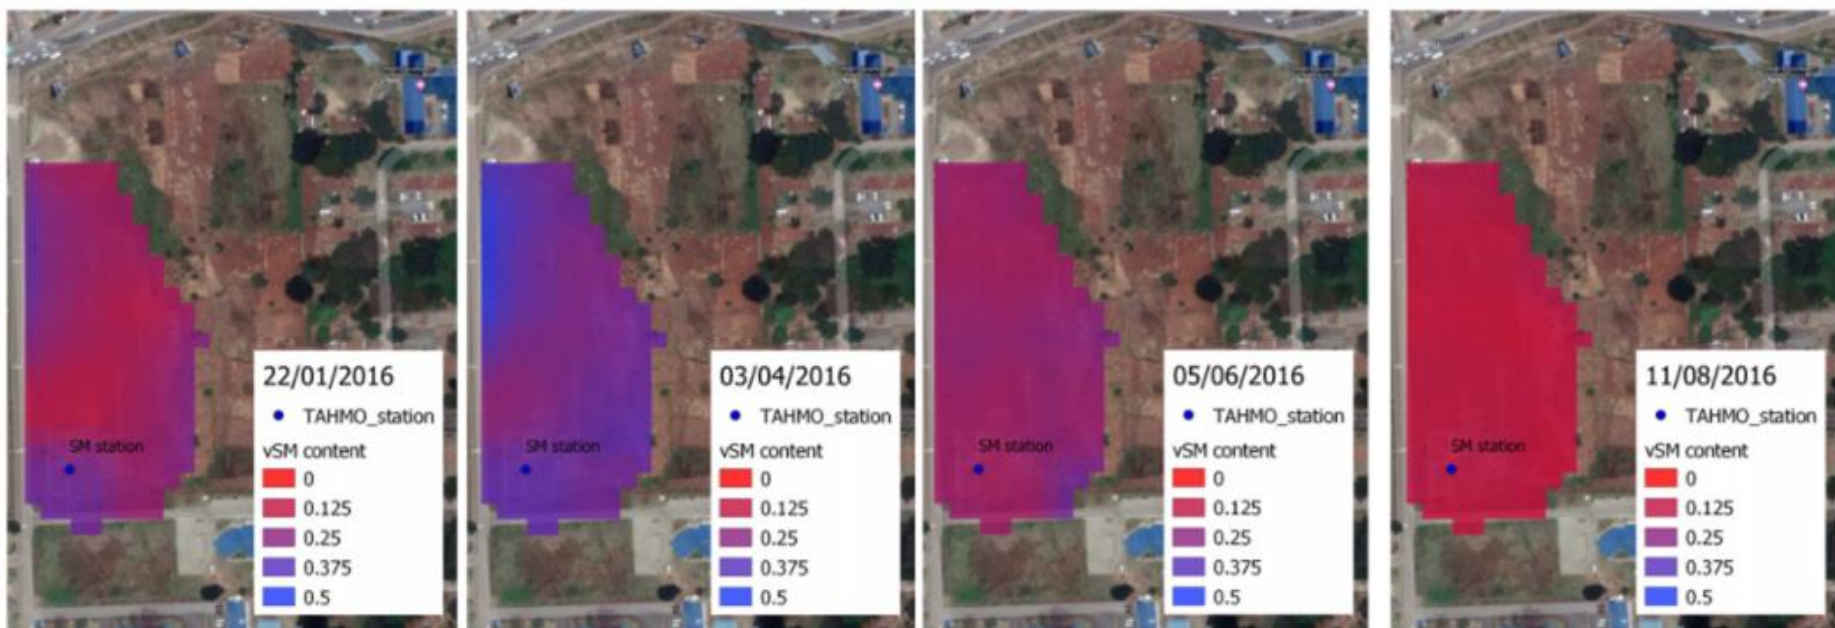 22/01/2016
TAHMO_station
vSM content
0
0.125
0.25
0.375
0.5
SM station
03/04/2016
TAHMO_station
vSM content
0
0.125
0.25
0.375
0.5
SM station
05/06/2016
TAHMO_station
vSM content
0
0.125
0.25
0.375
0.5
SM station
11/08/2016
TAHMO_station
vSM content
0
0.125
0.25
0.375
0.5
SM station